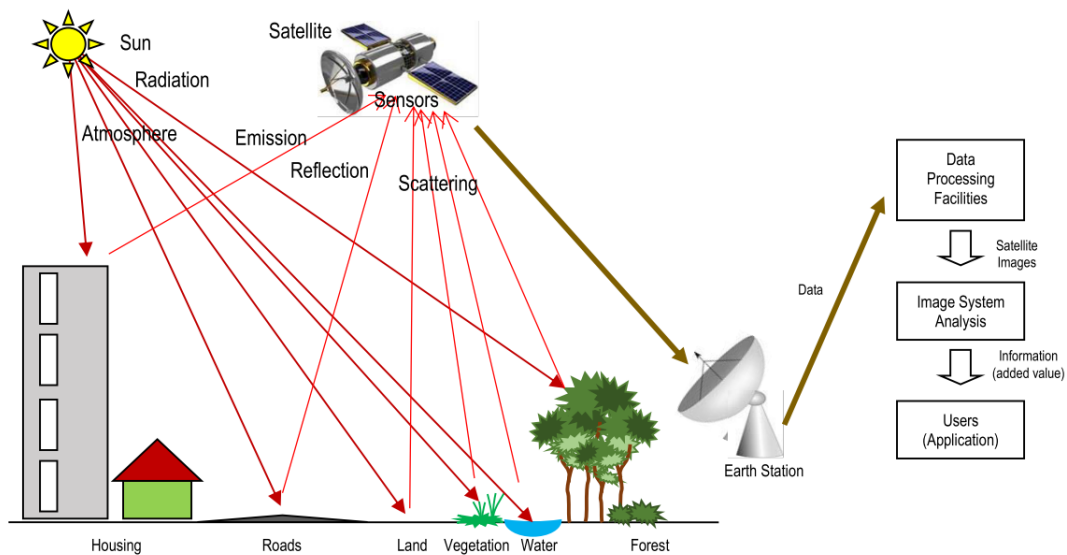 Sun
Satellite
Radiation
Sensors
Atmosphere
Emission
Reflection
Scattering
Data
Processing
Facilities
Satellite
Images
Data
Image System
Analysis
Information
(added value)
Users
(Application)
Earth Station
Housing
Roads
Land
Vegetation
Water
Forest